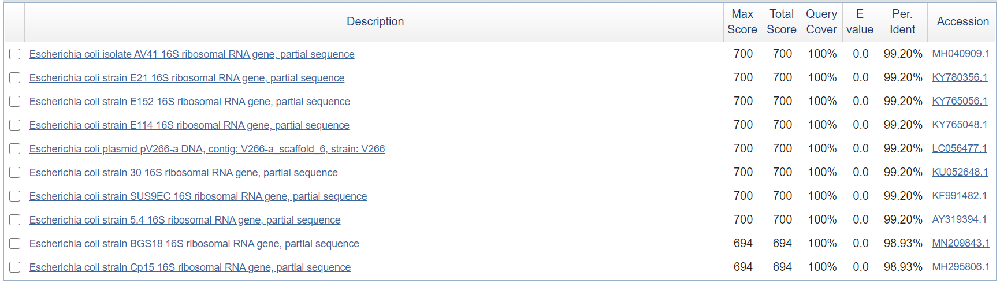 Description Max Score Total Score Query Cover E value Per. Ident Accession
Escherichia coli isolate AV41 16S ribosomal RNA gene, partial sequence 700 700 100% 0.0 99.20% MH040909.1
Escherichia coli strain E21 16S ribosomal RNA gene, partial sequence 700 700 100% 0.0 99.20% KY780356.1
Escherichia coli strain E152 16S ribosomal RNA gene, partial sequence 700 700 100% 0.0 99.20% KY765056.1
Escherichia coli strain E114 16S ribosomal RNA gene, partial sequence 700 700 100% 0.0 99.20% KY765048.1
Escherichia coli plasmid pV266-a DNA, contig: V266-a_scaffold_6, strain: V266 700 700 100% 0.0 99.20% LC056477.1
Escherichia coli strain 30 16S ribosomal RNA gene, partial sequence 700 700 100% 0.0 99.20% KU052648.1
Escherichia coli strain SUS9EC 16S ribosomal RNA gene, partial sequence 700 700 100% 0.0 99.20% KF991482.1
Escherichia coli strain 5.4 16S ribosomal RNA gene, partial sequence 700 700 100% 0.0 99.20% AY319394.1
Escherichia coli strain BGS18 16S ribosomal RNA gene, partial sequence 694 694 100% 0.0 98.93% MN209843.1
Escherichia coli strain Cp15 16S ribosomal RNA gene, partial sequence 694 694 100% 0.0 98.93% MH295806.1